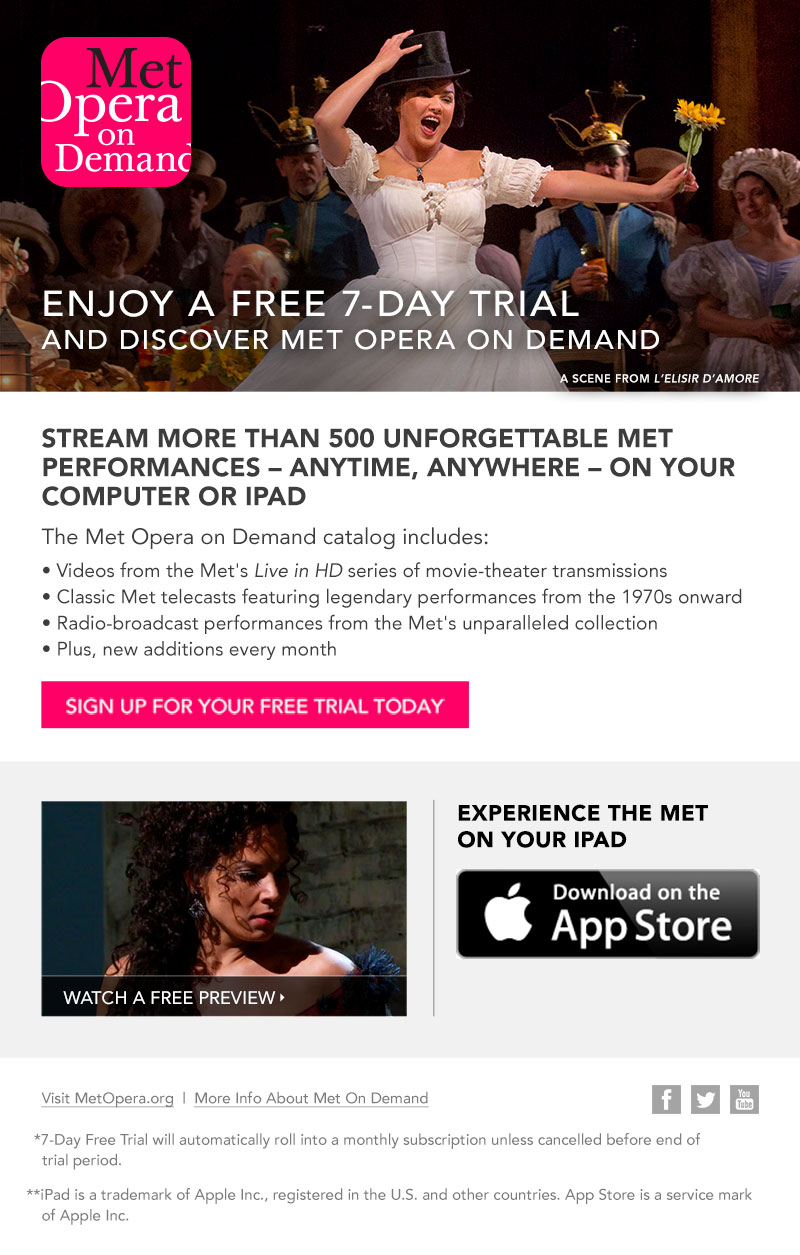 Met
Opera
on
Demand
ENJOY A FREE 7-DAY TRIAL
AND DISCOVER MET OPERA ON DEMAND
A SCENE FROM L'ELISIR D'AMORE
STREAM MORE THAN 500 UNFORGETTABLE MET
PERFORMANCES – ANYTIME, ANYWHERE – ON YOUR
COMPUTER OR IPAD
The Met Opera on Demand catalog includes:
• Videos from the Met's Live in HD series of movie-theater transmissions
• Classic Met telecasts featuring legendary performances from the 1970s onward
• Radio-broadcast performances from the Met's unparalleled collection
• Plus, new additions every month
SIGN UP FOR YOUR FREE TRIAL TODAY
WATCH A FREE PREVIEW
EXPERIENCE THE MET
ON YOUR IPAD
Download on the
App Store
Visit MetOpera.org | More Info About Met On Demand
You
Tube
*7-Day Free Trial will automatically roll into a monthly subscription unless cancelled before end of
trial period.
**iPad is a trademark of Apple Inc., registered in the U.S. and other countries. App Store is a service mark
of Apple Inc.